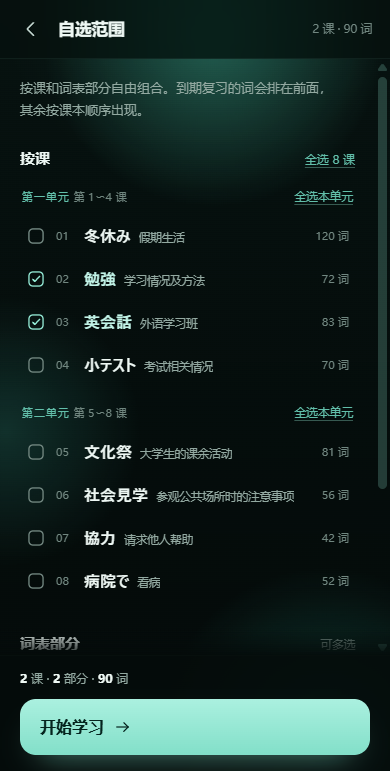 自选范围
2 课 · 90 词
按课和词表部分自由组合。到期复习的词会排在前面，
其余按课本顺序出现。
按课
全选 8 课
第一单元 第 1–4 课
全选本单元
01 冬休み 假期生活 120 词
02 勉強 学习情况及方法 72 词
03 英会話 外语学习班 83 词
04 小テスト 考试相关情况 70 词
第二单元 第 5–8 课
全选本单元
05 文化祭 大学生的课余活动 81 词
06 社会見学 参观公共场所时的注意事项 56 词
07 協力 请求他人帮助 42 词
08 病院で 看病 52 词
词表部分
可多选
2 课 · 2 部分 · 90 词
开始学习 →